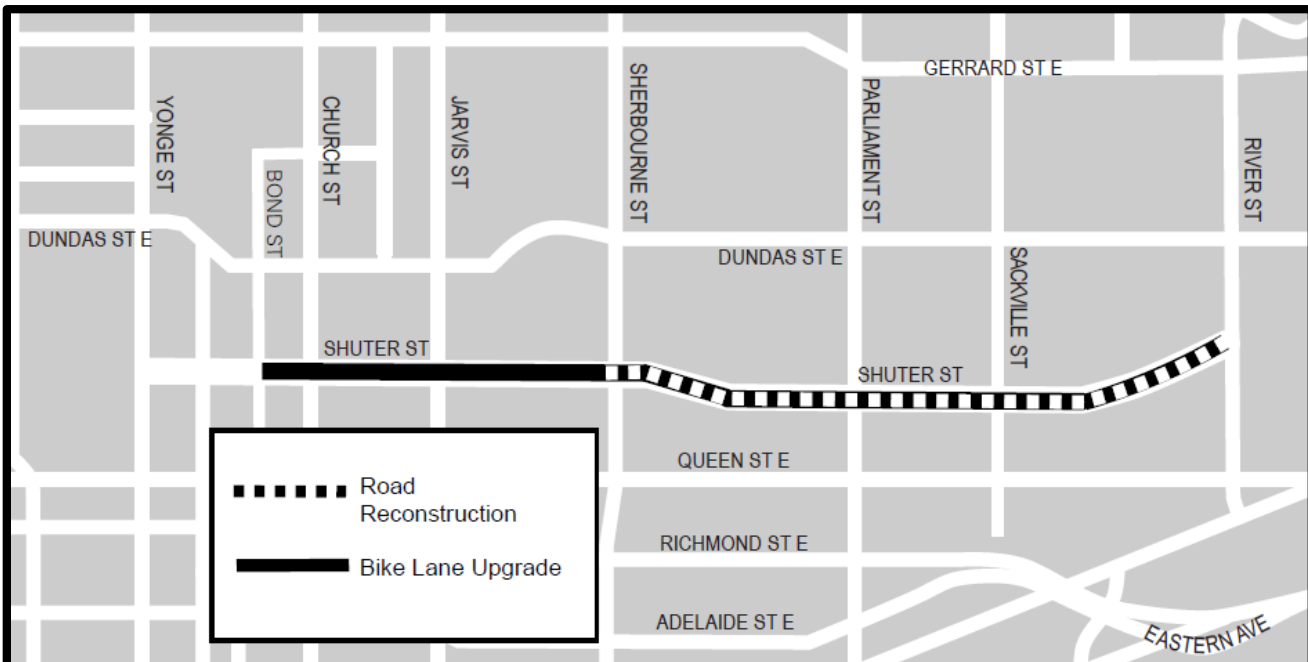 GERRARD ST E
YONGE ST
CHURCH ST
JARVIS ST
SHERBOURNE ST
PARLIAMENT ST
RIVER ST
BOND ST
DUNDAS ST E
DUNDAS ST E
SACKVILLE ST
SHUTER ST
SHUTER ST
QUEEN ST E
Road
Reconstruction
RICHMOND ST E
Bike Lane Upgrade
ADELAIDE ST E
EASTERN AVE